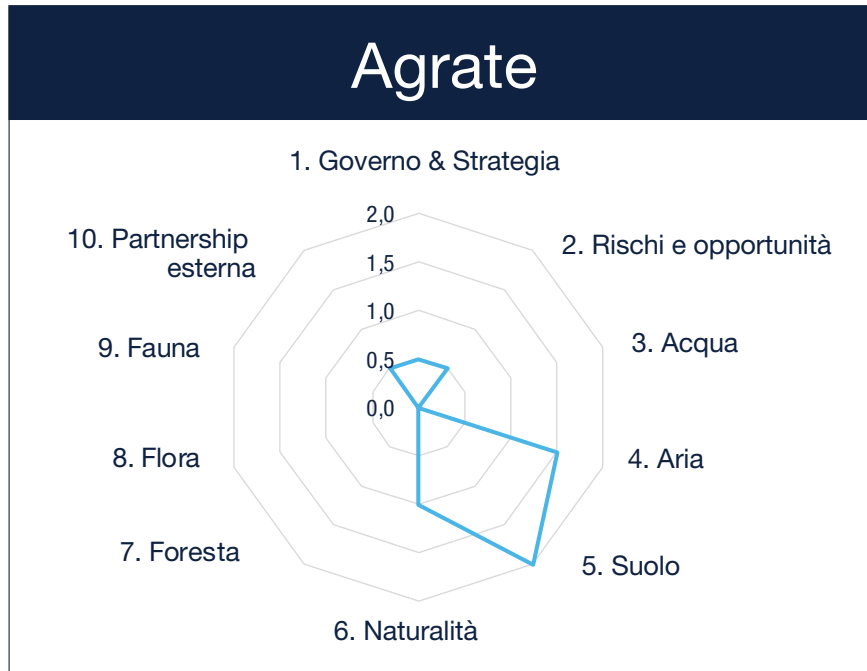 Agrate
1. Governo & Strategia
2. Rischi e opportunità
3. Acqua
4. Aria
5. Suolo
6. Naturalità
7. Foresta
8. Flora
9. Fauna
10. Partnership
esterna
2,0
1,5
1,0
0,5
0,0